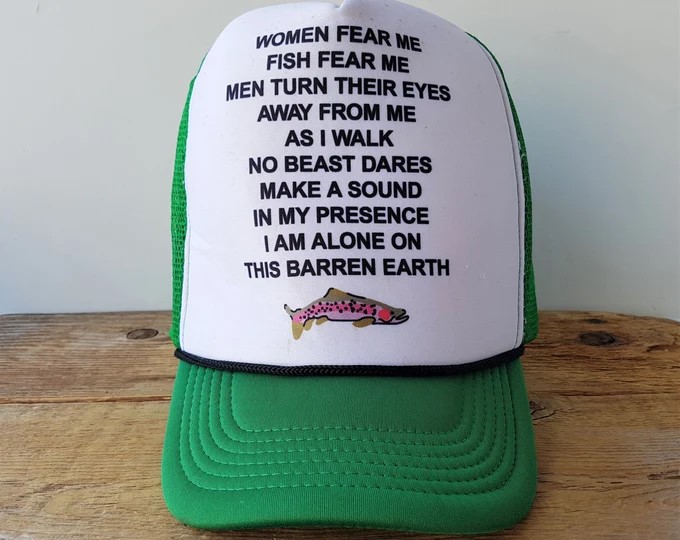 WOMEN FEAR ME
FISH FEAR ME
MEN TURN THEIR EYES
AWAY FROM ME
AS I WALK
NO BEAST DARES
MAKE A SOUND
IN MY PRESENCE
I AM ALONE ON
THIS BARREN EARTH